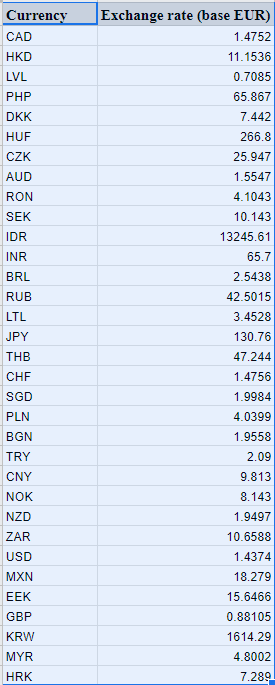 Currency Exchange rate (base EUR)
CAD 1.4752
HKD 11.1536
LVL 0.7085
PHP 65.867
DKK 7.442
HUF 266.8
CZK 25.947
AUD 1.5547
RON 4.1043
SEK 10.143
IDR 13245.61
INR 65.7
BRL 2.5438
RUB 42.5015
LTL 3.4528
JPY 130.76
THB 47.244
CHF 1.4756
SGD 1.9984
PLN 4.0399
BGN 1.9558
TRY 2.09
CNY 9.813
NOK 8.143
NZD 1.9497
ZAR 10.6588
USD 1.4374
MXN 18.279
EEK 15.6466
GBP 0.88105
KRW 1614.29
MYR 4.8002
HRK 7.289